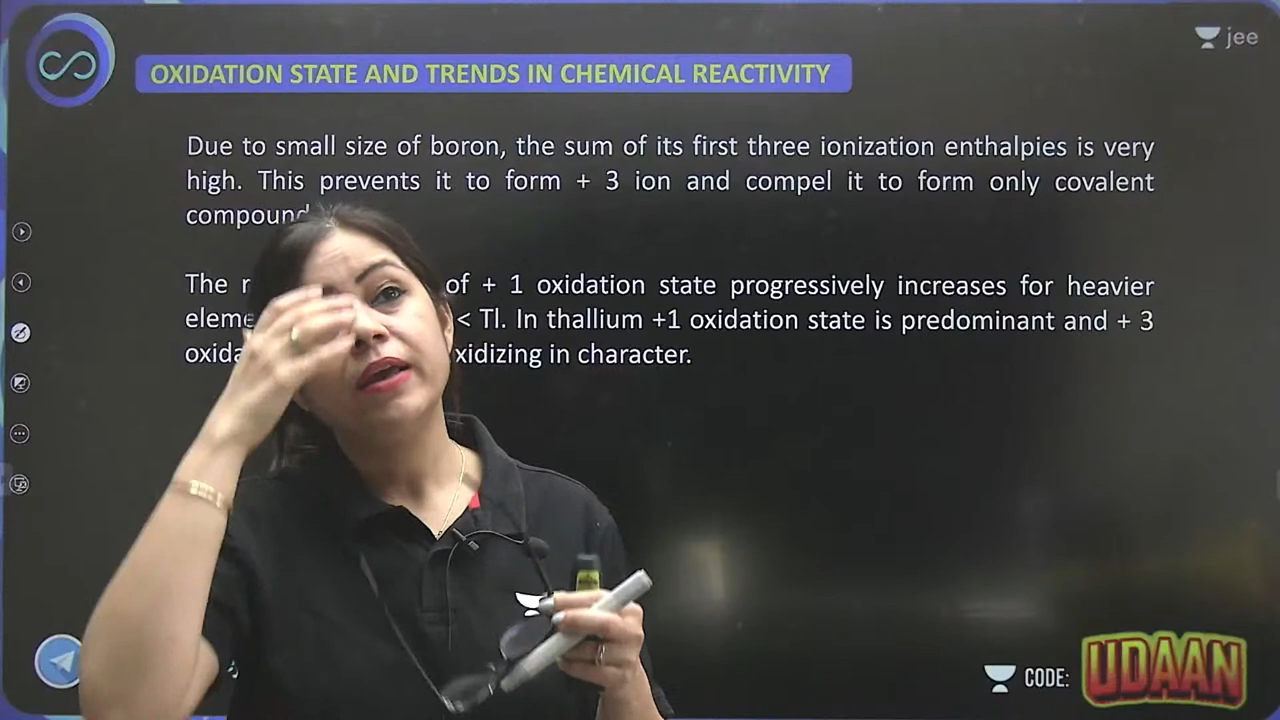 jee
OXIDATION STATE AND TRENDS IN CHEMICAL REACTIVITY
Due to small size of boron, the sum of its first three ionization enthalpies is very
high. This prevents it to form + 3 ion and compel it to form only covalent
compound
The r of + 1 oxidation state progressively increases for heavier
eleme < Tl. In thallium +1 oxidation state is predominant and + 3
oxida xidizing in character.
CODE: UDAAN